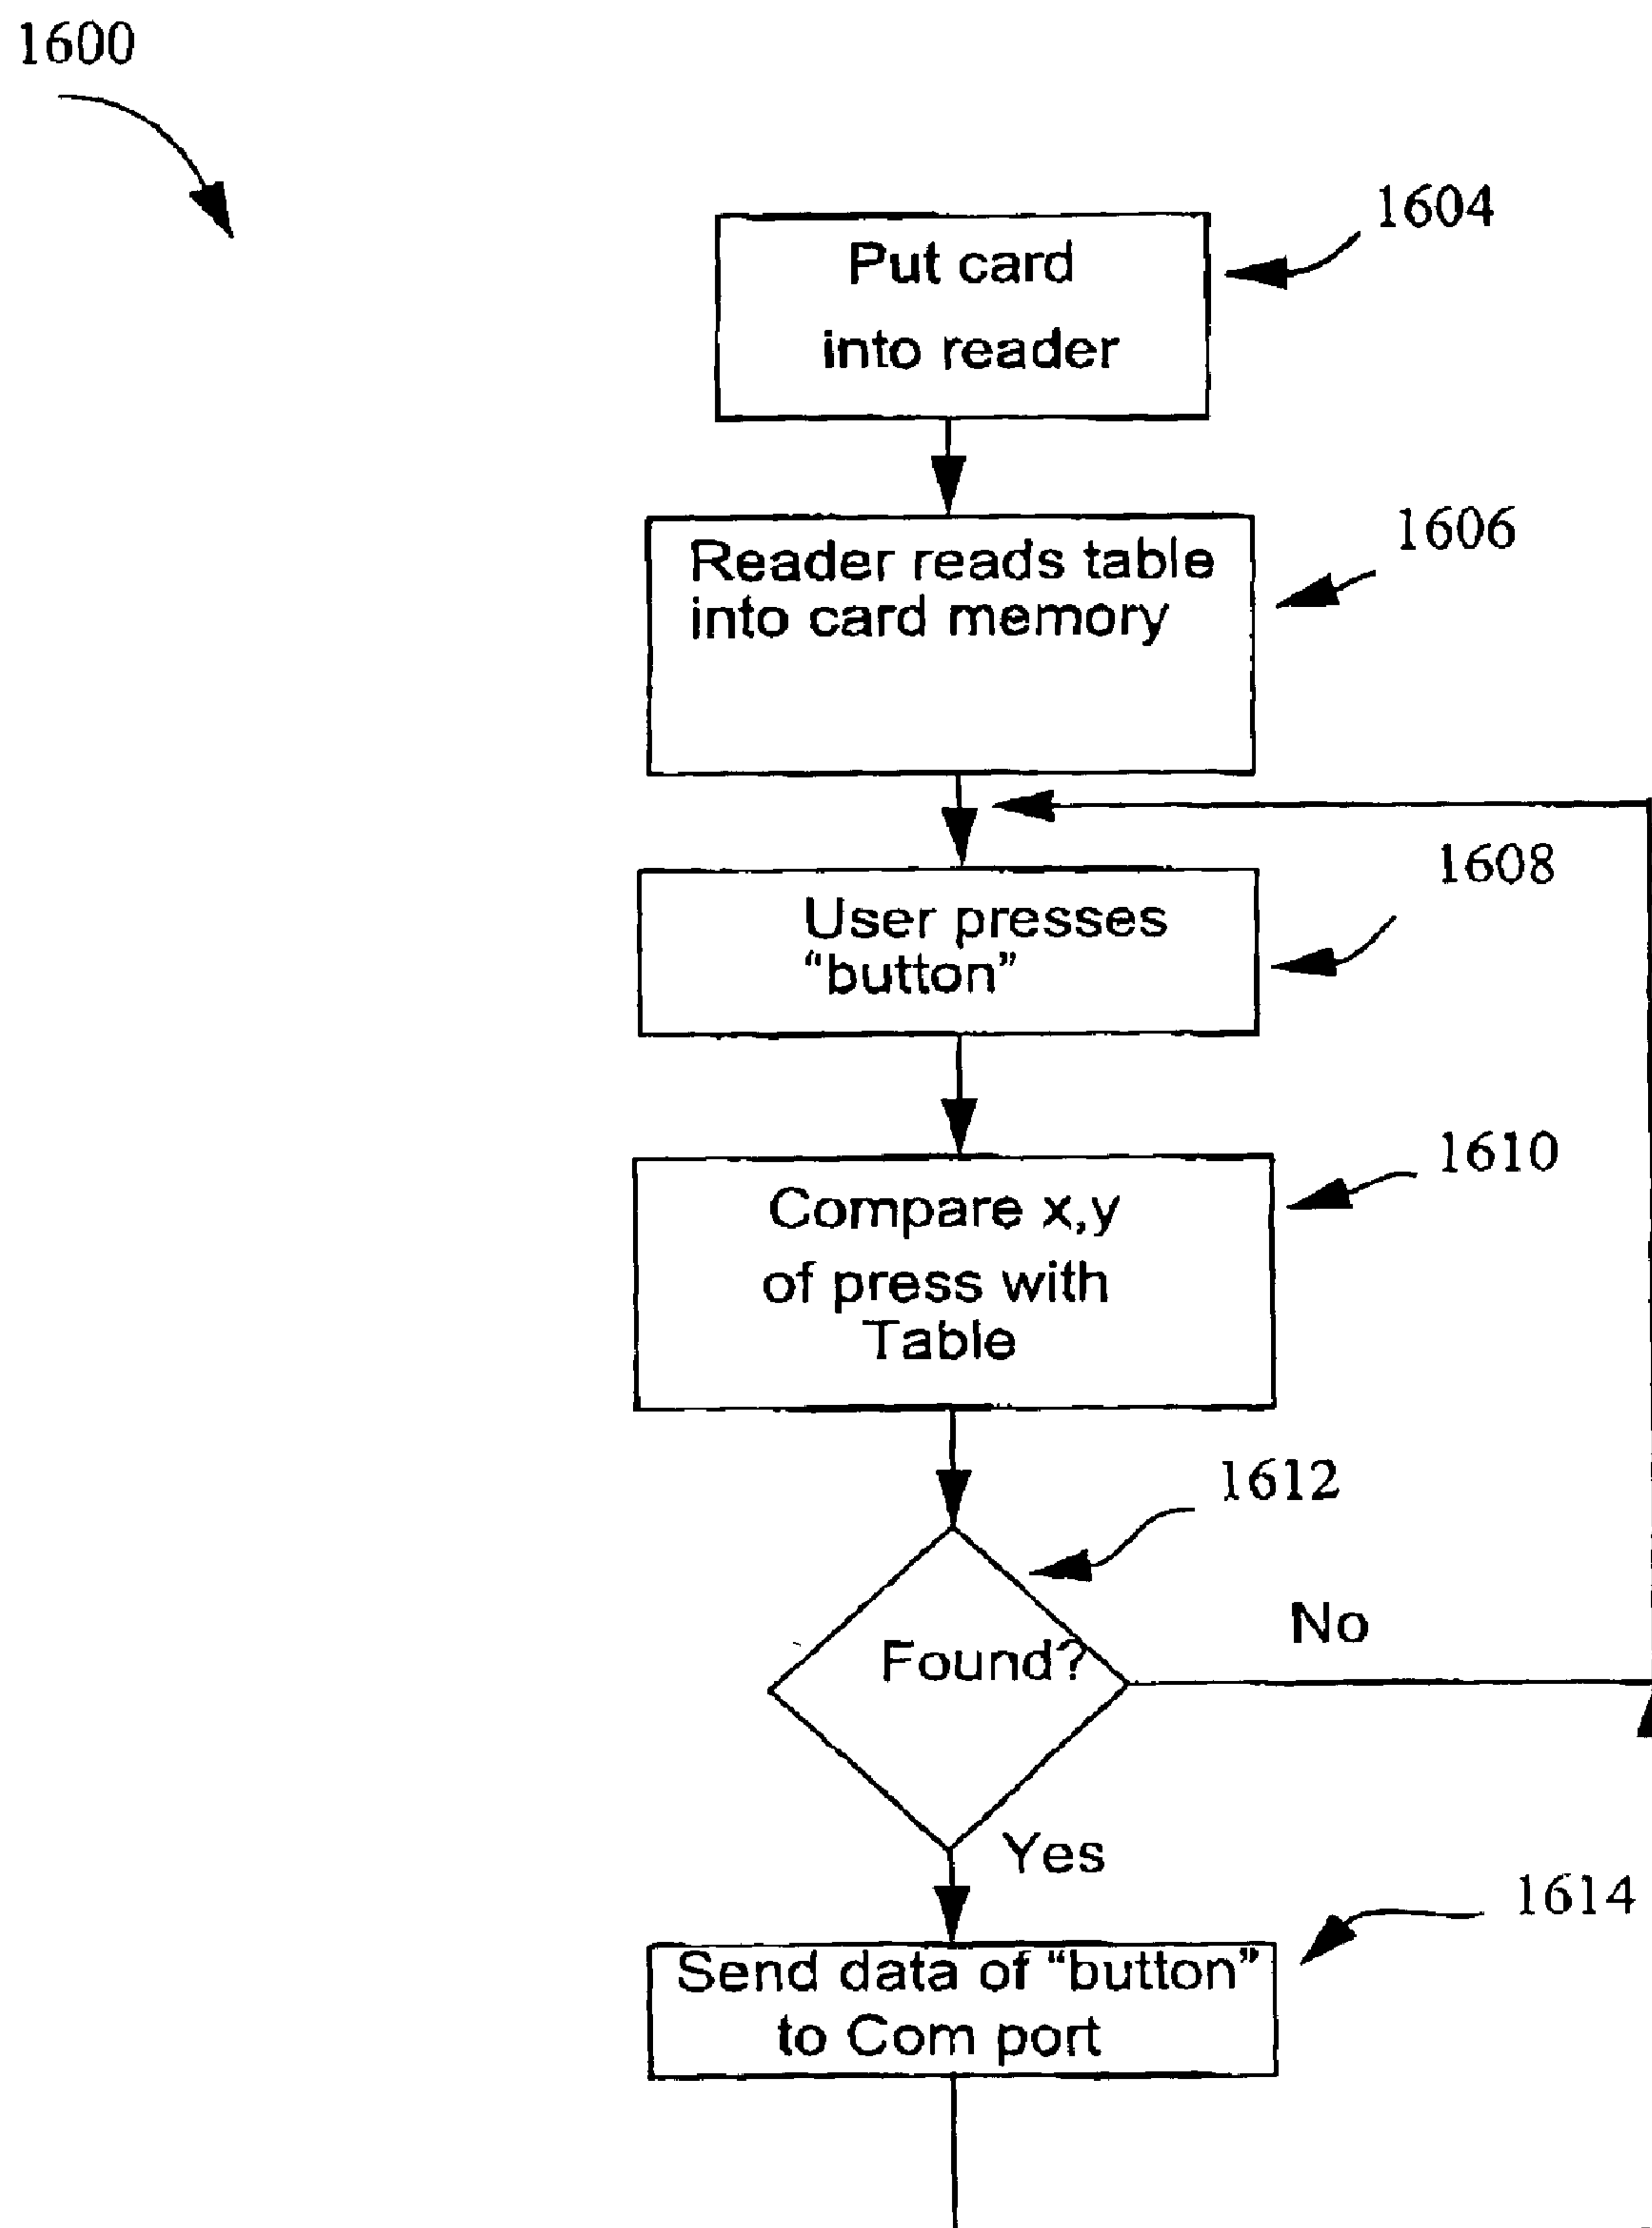 1600
1604
Put card
into reader
1606
Reader reads table
into card memory
1608
User presses
“button”
1610
Compare x,y
of press with
Table
1612
Found?
No
Yes
1614
Send data of “button”
to Com port